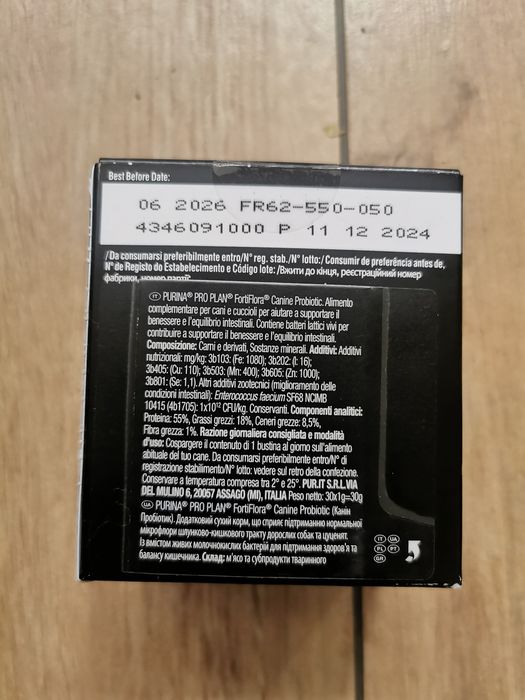 Best Before Date:
06 2026 FR62-550-050
4346091000 P 11 12 2024
/Da consumarsi preferibilmente entro/N° reg. stab./N° lotto:/ Consumir de preferência antes de,
N° de Registo do Estabelecimento e Código lote: /Вжити до кінця, реєстраційний номер
фабрики, номер партії:
IT PURINA® PRO PLAN® FortiFlora® Canine Probiotic. Alimento
complementare per cani e cuccioli per aiutare a supportare il
benessere e l'equilibrio intestinali. Contiene batteri lattici vivi per
contribuire a supportare il benessere e l'equilibrio intestinali.
Composizione: Carni e derivati, Sostanze minerali. Additivi: Additivi
nutrizionali: mg/kg: 3b103: (Fe: 1080); 3b202: (I: 16);
3b405: (Cu: 110); 3b503: (Mn: 400); 3b605: (Zn: 1000);
3b801: (Se: 1,1). Altri additivi zootecnici (miglioramento delle
condizioni intestinali): Enterococcus faecium SF68 NCIMB
10415 (4b1705): 1x10¹² CFU/kg. Conservanti. Componenti analitici:
Proteina: 55%, Grassi grezzi: 18%, Ceneri grezze: 8,5%,
Fibra grezza: 1%. Razione giornaliera consigliata e modalità
d'uso: Cospargere il contenuto di 1 bustina al giorno sull'alimento
abituale del tuo cane. Da consumarsi preferibilmente entro/N° di
registrazione stabilimento/N° lotto: vedere sul retro della confezione.
Conservare a temperatura compresa tra 2° e 25°. PUR.IT S.R.L. VIA
DEL MULINO 6, 20057 ASSAGO (MI), ITALIA Peso netto: 30x1g=30g
UA PURINA® PRO PLAN® FortiFlora® Canine Probiotic (Канін
Пробіотик). Додатковий сухий корм, що сприяє підтриманню нормальної
мікрофлори шлунково-кишкового тракту дорослих собак та цуценят.
Із вмістом живих молочнокислих бактерій для підтримання здоров'я та
балансу кишечника. Склад: м'ясо та субпродукти тваринного
IT UA
PL PT
GR